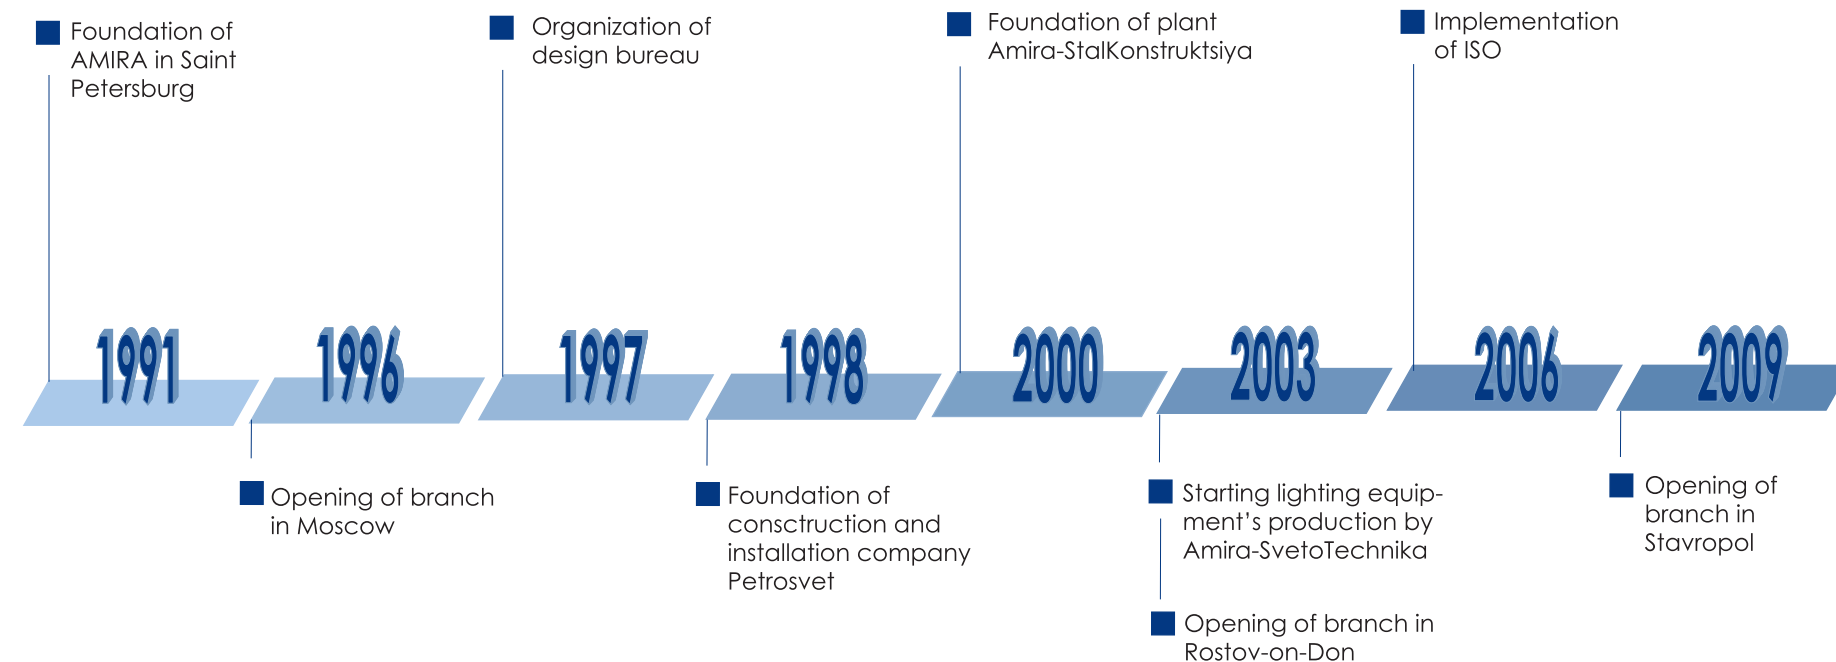 Foundation of
AMIRA in Saint
Petersburg
Organization of
design bureau
Foundation of plant
Amira-StalKonstruktsiya
Implementation
of ISO
1991
1996
1997
1998
2000
2003
2006
2009
Opening of branch
in Moscow
Foundation of
consctruction and
installation company
Petrosvet
Starting lighting equip-
ment’s production by
Amira-SvetoTechnika
Opening of branch in
Rostov-on-Don
Opening of
branch in
Stavropol